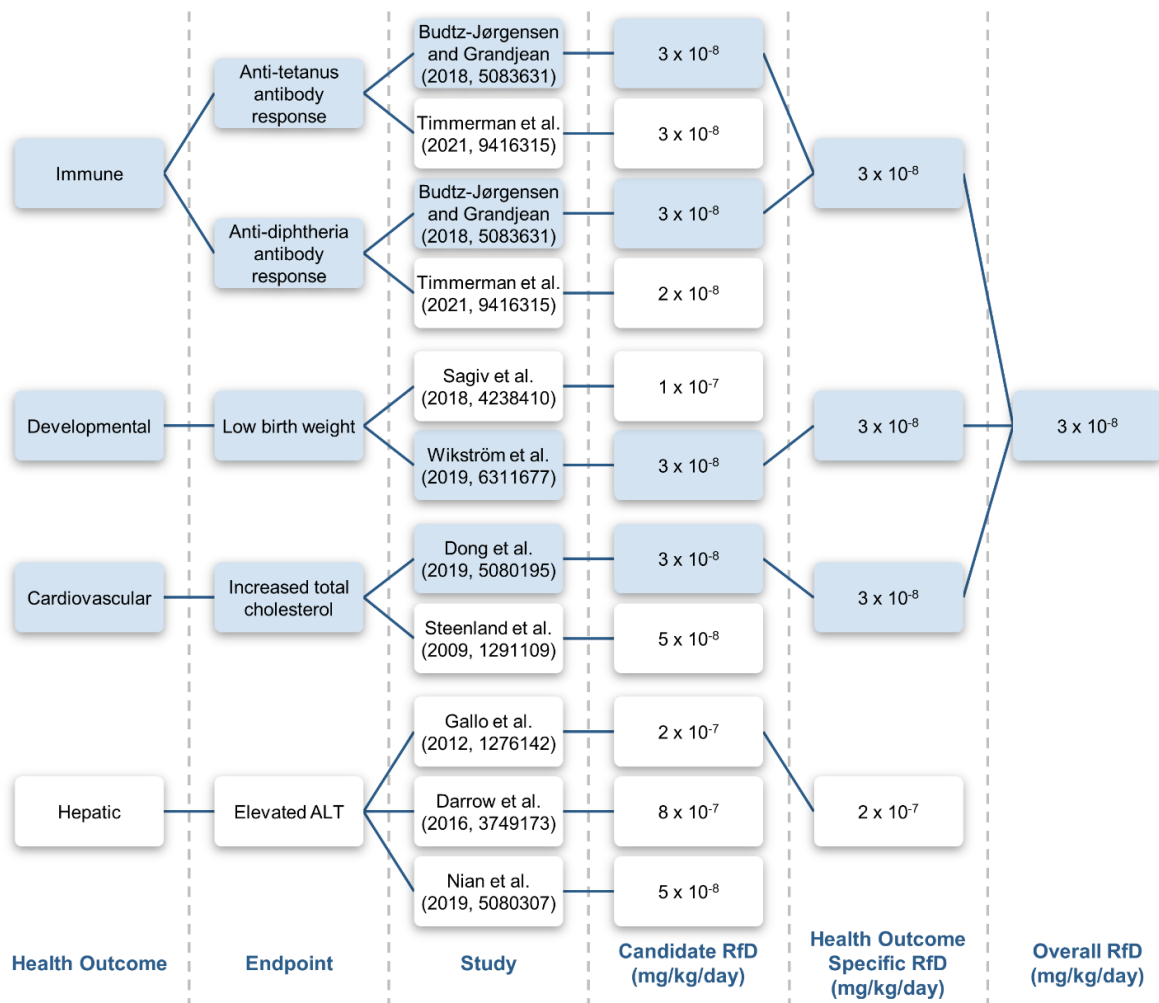 Budtz-Jørgensen
and Grandjean
(2018, 5083631)
3 x 10⁻⁸
Anti-tetanus
antibody
response
Timmerman et al.
(2021, 9416315)
3 x 10⁻⁸
Immune
3 x 10⁻⁸
Budtz-Jørgensen
and Grandjean
(2018, 5083631)
3 x 10⁻⁸
Anti-diphtheria
antibody
response
Timmerman et al.
(2021, 9416315)
2 x 10⁻⁸
Sagiv et al.
(2018, 4238410)
1 x 10⁻⁷
Developmental
Low birth weight
3 x 10⁻⁸
3 x 10⁻⁸
Wikström et al.
(2019, 6311677)
3 x 10⁻⁸
Dong et al.
(2019, 5080195)
3 x 10⁻⁸
Cardiovascular
Increased total
cholesterol
3 x 10⁻⁸
Steenland et al.
(2009, 1291109)
5 x 10⁻⁸
Gallo et al.
(2012, 1276142)
2 x 10⁻⁷
Hepatic
Elevated ALT
Darrow et al.
(2016, 3749173)
8 x 10⁻⁷
2 x 10⁻⁷
Nian et al.
(2019, 5080307)
5 x 10⁻⁸
Health Outcome
Endpoint
Study
Candidate RfD
(mg/kg/day)
Health Outcome
Specific RfD
(mg/kg/day)
Overall RfD
(mg/kg/day)